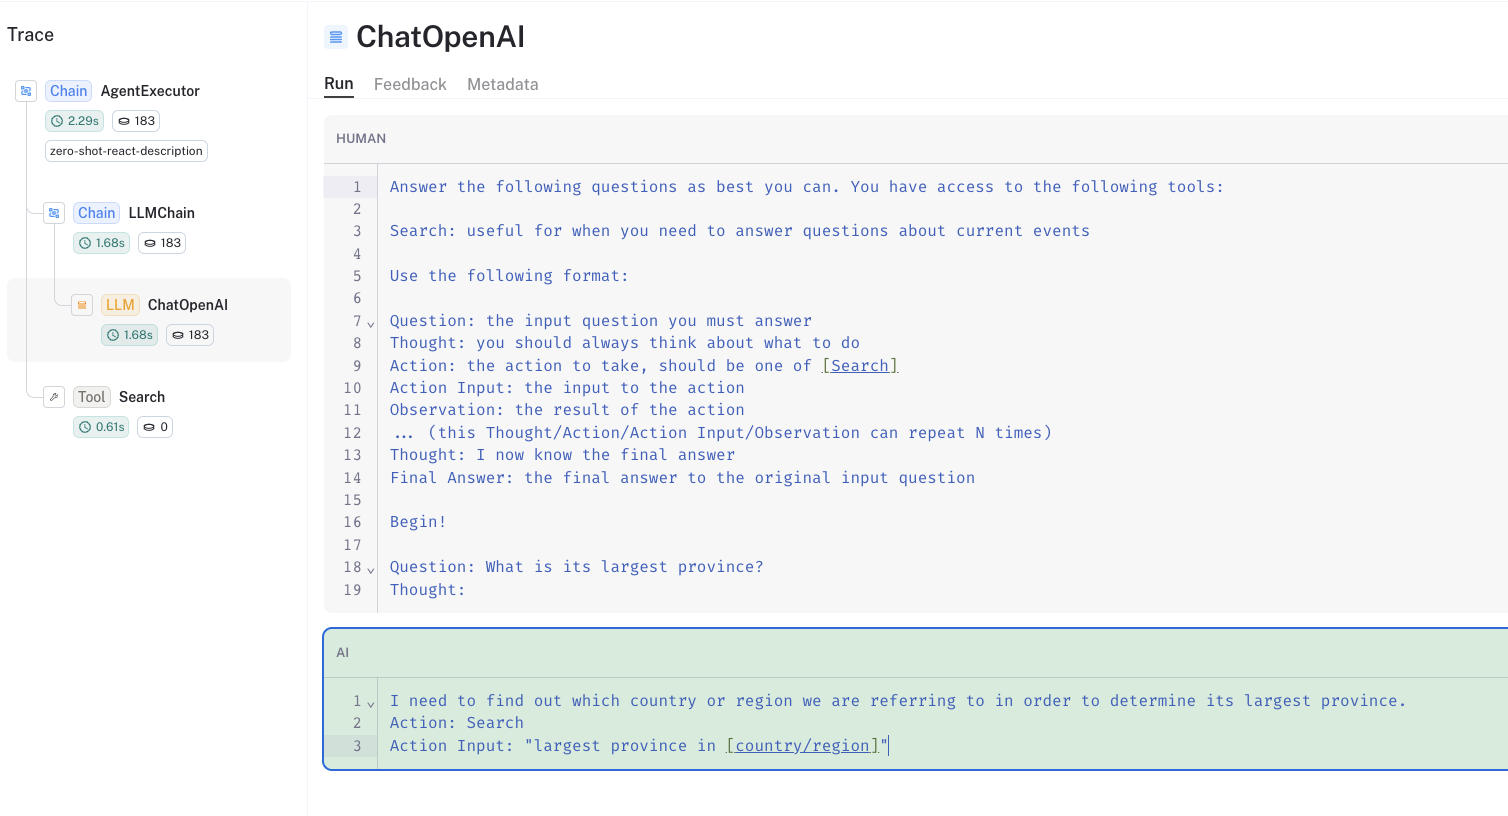 Trace
Chain AgentExecutor
2.29s 183
zero-shot-react-description
Chain LLMChain
1.68s 183
LLM ChatOpenAI
1.68s 183
Tool Search
0.61s 0
ChatOpenAI
Run Feedback Metadata
HUMAN
1 Answer the following questions as best you can. You have access to the following tools:
2
3 Search: useful for when you need to answer questions about current events
4
5 Use the following format:
6
7 Question: the input question you must answer
8 Thought: you should always think about what to do
9 Action: the action to take, should be one of [Search]
10 Action Input: the input to the action
11 Observation: the result of the action
12 ... (this Thought/Action/Action Input/Observation can repeat N times)
13 Thought: I now know the final answer
14 Final Answer: the final answer to the original input question
15
16 Begin!
17
18 Question: What is its largest province?
19 Thought:
AI
1 I need to find out which country or region we are referring to in order to determine its largest province.
2 Action: Search
3 Action Input: "largest province in [country/region]"